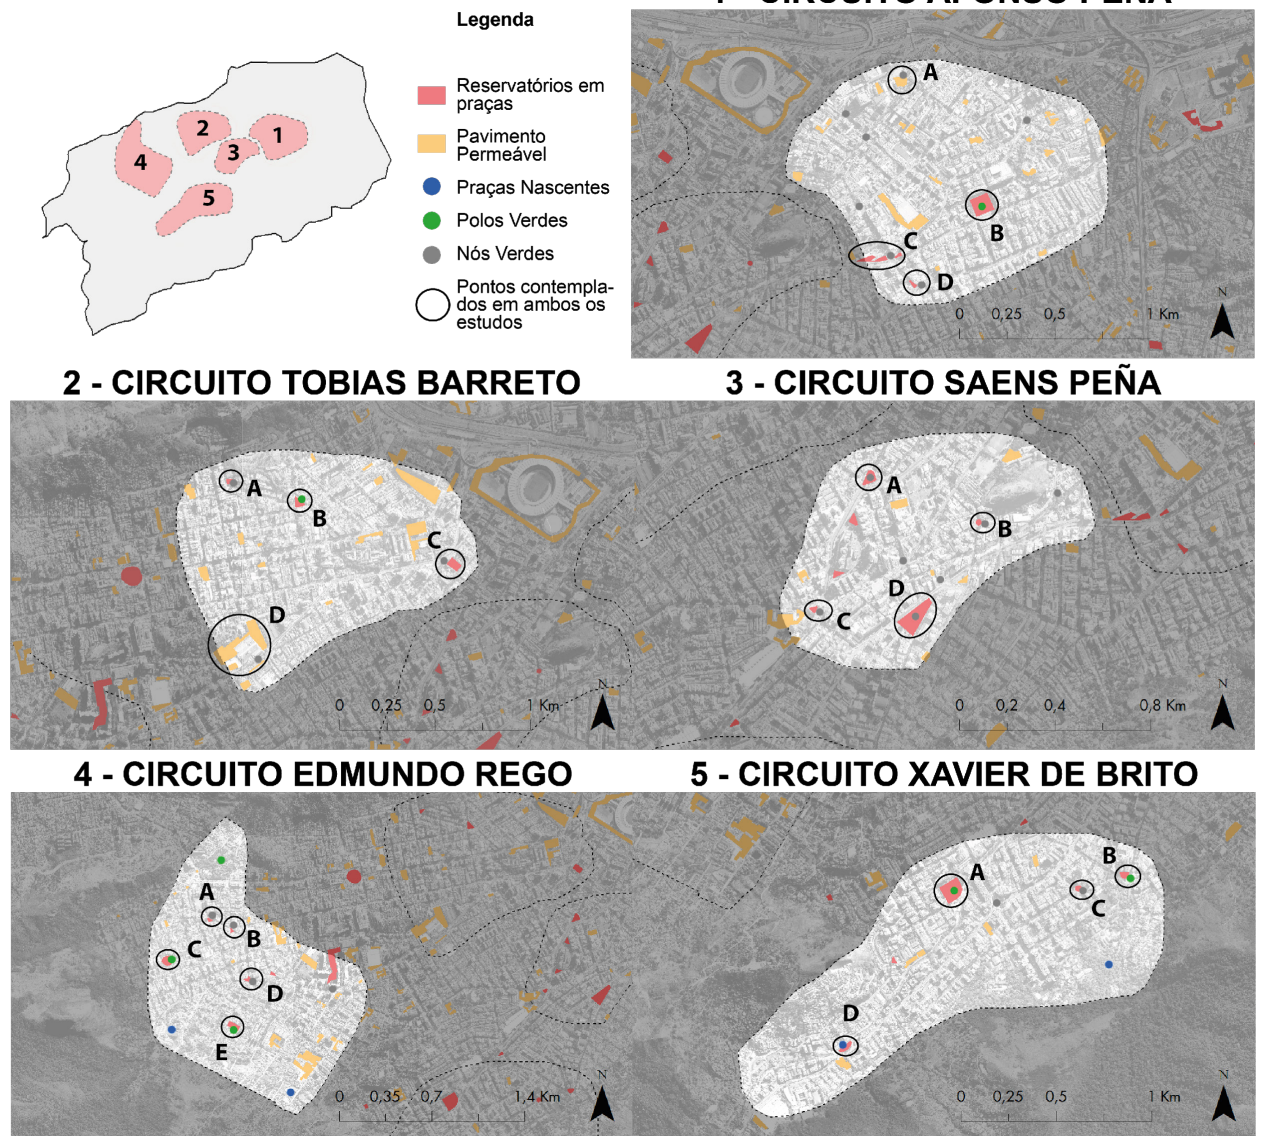 1 - CIRCUITO AFONSO PENA
Legenda
Reservatórios em
praças
Pavimento
Permeável
Praças Nascentes
Polos Verdes
Nós Verdes
Pontos contempla-
dos em ambos os
estudos
1
2
3
4
5
A
B
C
D
N
0 0,25 0,5 1 Km
2 - CIRCUITO TOBIAS BARRETO
A
B
C
D
N
0 0,25 0,5 1 Km
3 - CIRCUITO SAENS PEÑA
A
B
C
D
N
0 0,2 0,4 0,8 Km
4 - CIRCUITO EDMUNDO REGO
A
B
C
D
E
N
0 0,35 0,7 1,4 Km
5 - CIRCUITO XAVIER DE BRITO
A
B
C
D
N
0 0,25 0,5 1 Km